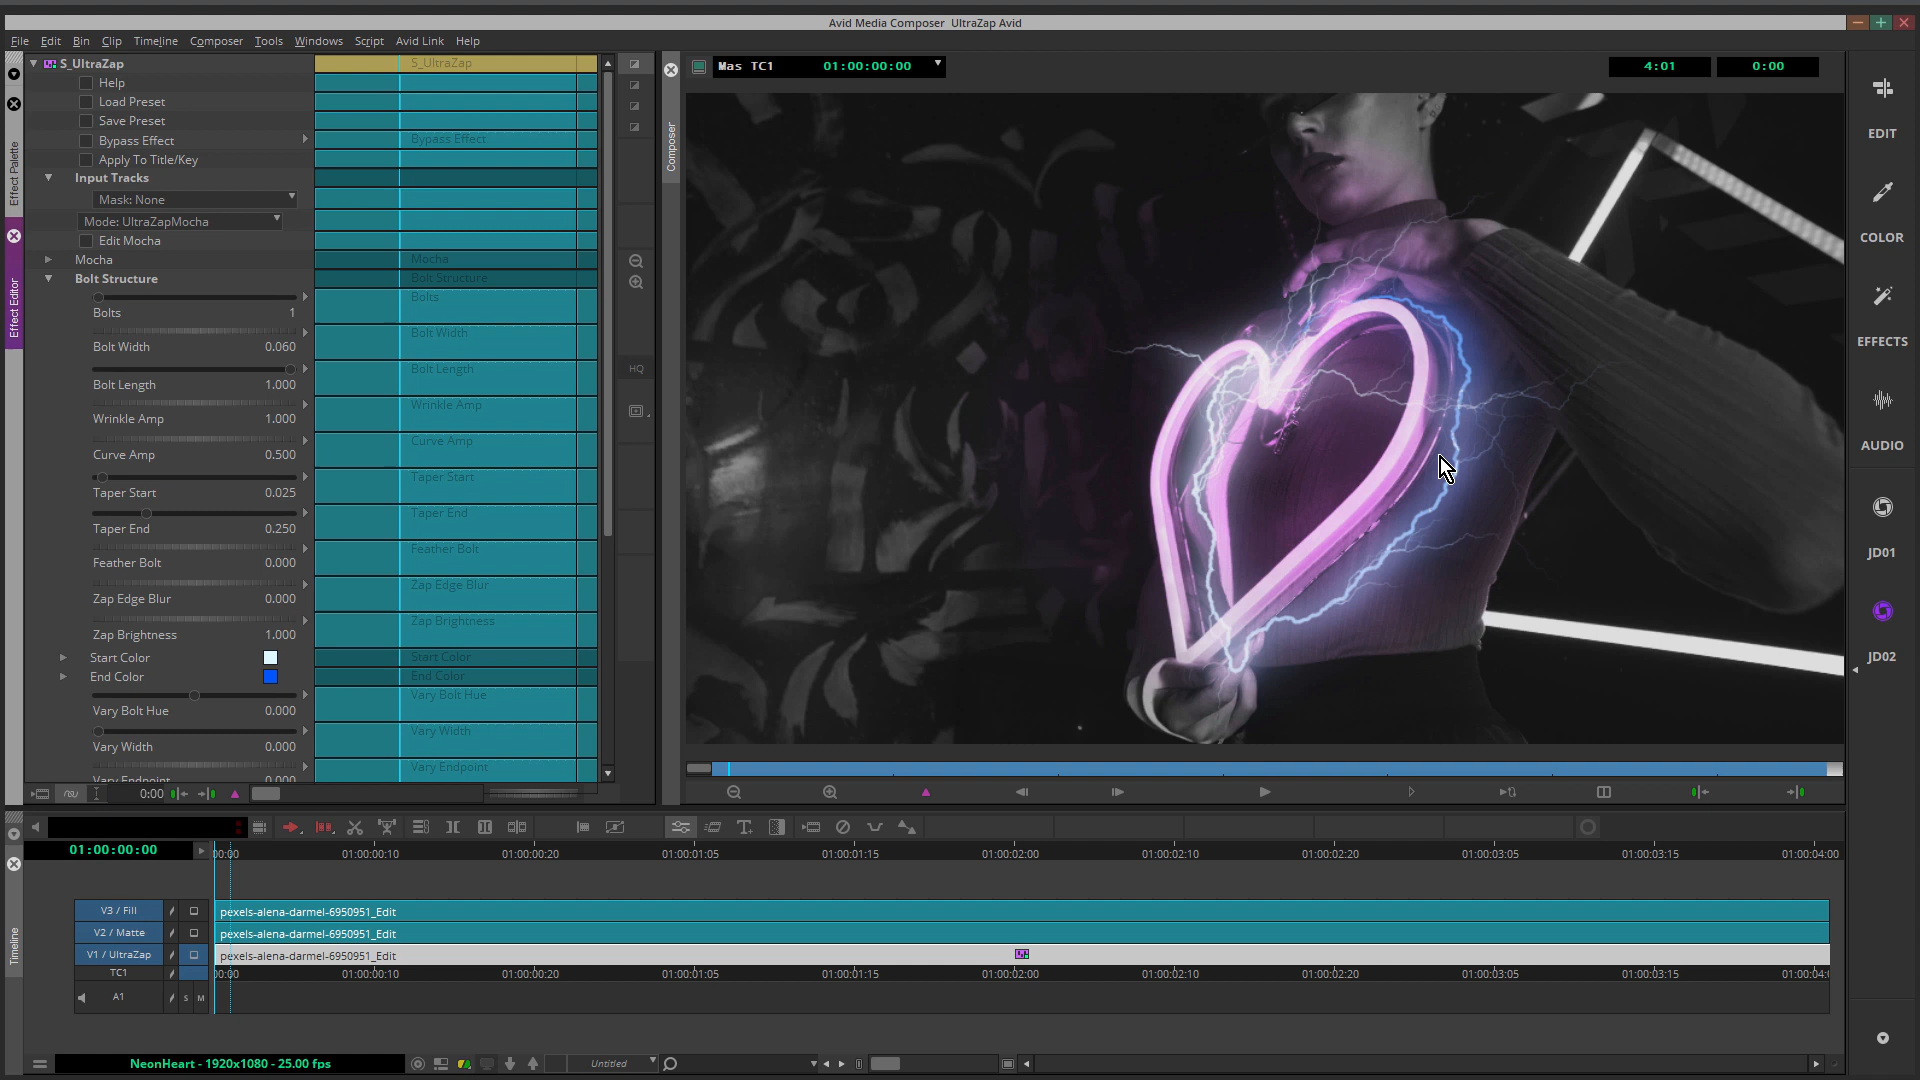 Avid Media Composer UltraZap Avid
File Edit Bin Clip Timeline Composer Tools Windows Script Avid Link Help
S_UltraZap
Help
Load Preset
Save Preset
Bypass Effect
Apply To Title/Key
Input Tracks
Mask: None
Mode: UltraZapMocha
Edit Mocha
Mocha
Bolt Structure
Bolts 1
Bolt Width 0.060
Bolt Length 1.000
Wrinkle Amp 1.000
Curve Amp 0.500
Taper Start 0.025
Taper End 0.250
Feather Bolt 0.000
Zap Edge Blur 0.000
Zap Brightness 1.000
Start Color
End Color
Vary Bolt Hue 0.000
Vary Width 0.000
Vary Endpoint 0.000
0:00
Effect Palette
Effect Editor
S_UltraZap
Bypass Effect
Mocha
Bolt Structure
Bolts
Bolt Width
Bolt Length
Wrinkle Amp
Curve Amp
Taper Start
Taper End
Feather Bolt
Zap Edge Blur
Zap Brightness
Start Color
End Color
Vary Bolt Hue
Vary Width
Vary Endpoint
HQ
Composer
Mas TC1 01:00:00:00
4:01 0:00
EDIT
COLOR
EFFECTS
AUDIO
JD01
JD02
Timeline
01:00:00:00
00:00 01:00:00:10 01:00:00:20 01:00:01:05 01:00:01:15 01:00:02:00 01:00:02:10 01:00:02:20 01:00:03:05 01:00:03:15 01:00:04:00
V3 / Fill pexels-alena-darmel-6950951_Edit
V2 / Matte pexels-alena-darmel-6950951_Edit
V1 / UltraZap pexels-alena-darmel-6950951_Edit
TC1 00:00 01:00:00:10 01:00:00:20 01:00:01:05 01:00:01:15 01:00:02:00 01:00:02:10 01:00:02:20 01:00:03:05 01:00:03:15 01:00:04:
A1 S M
NeonHeart - 1920x1080 - 25.00 fps
Untitled